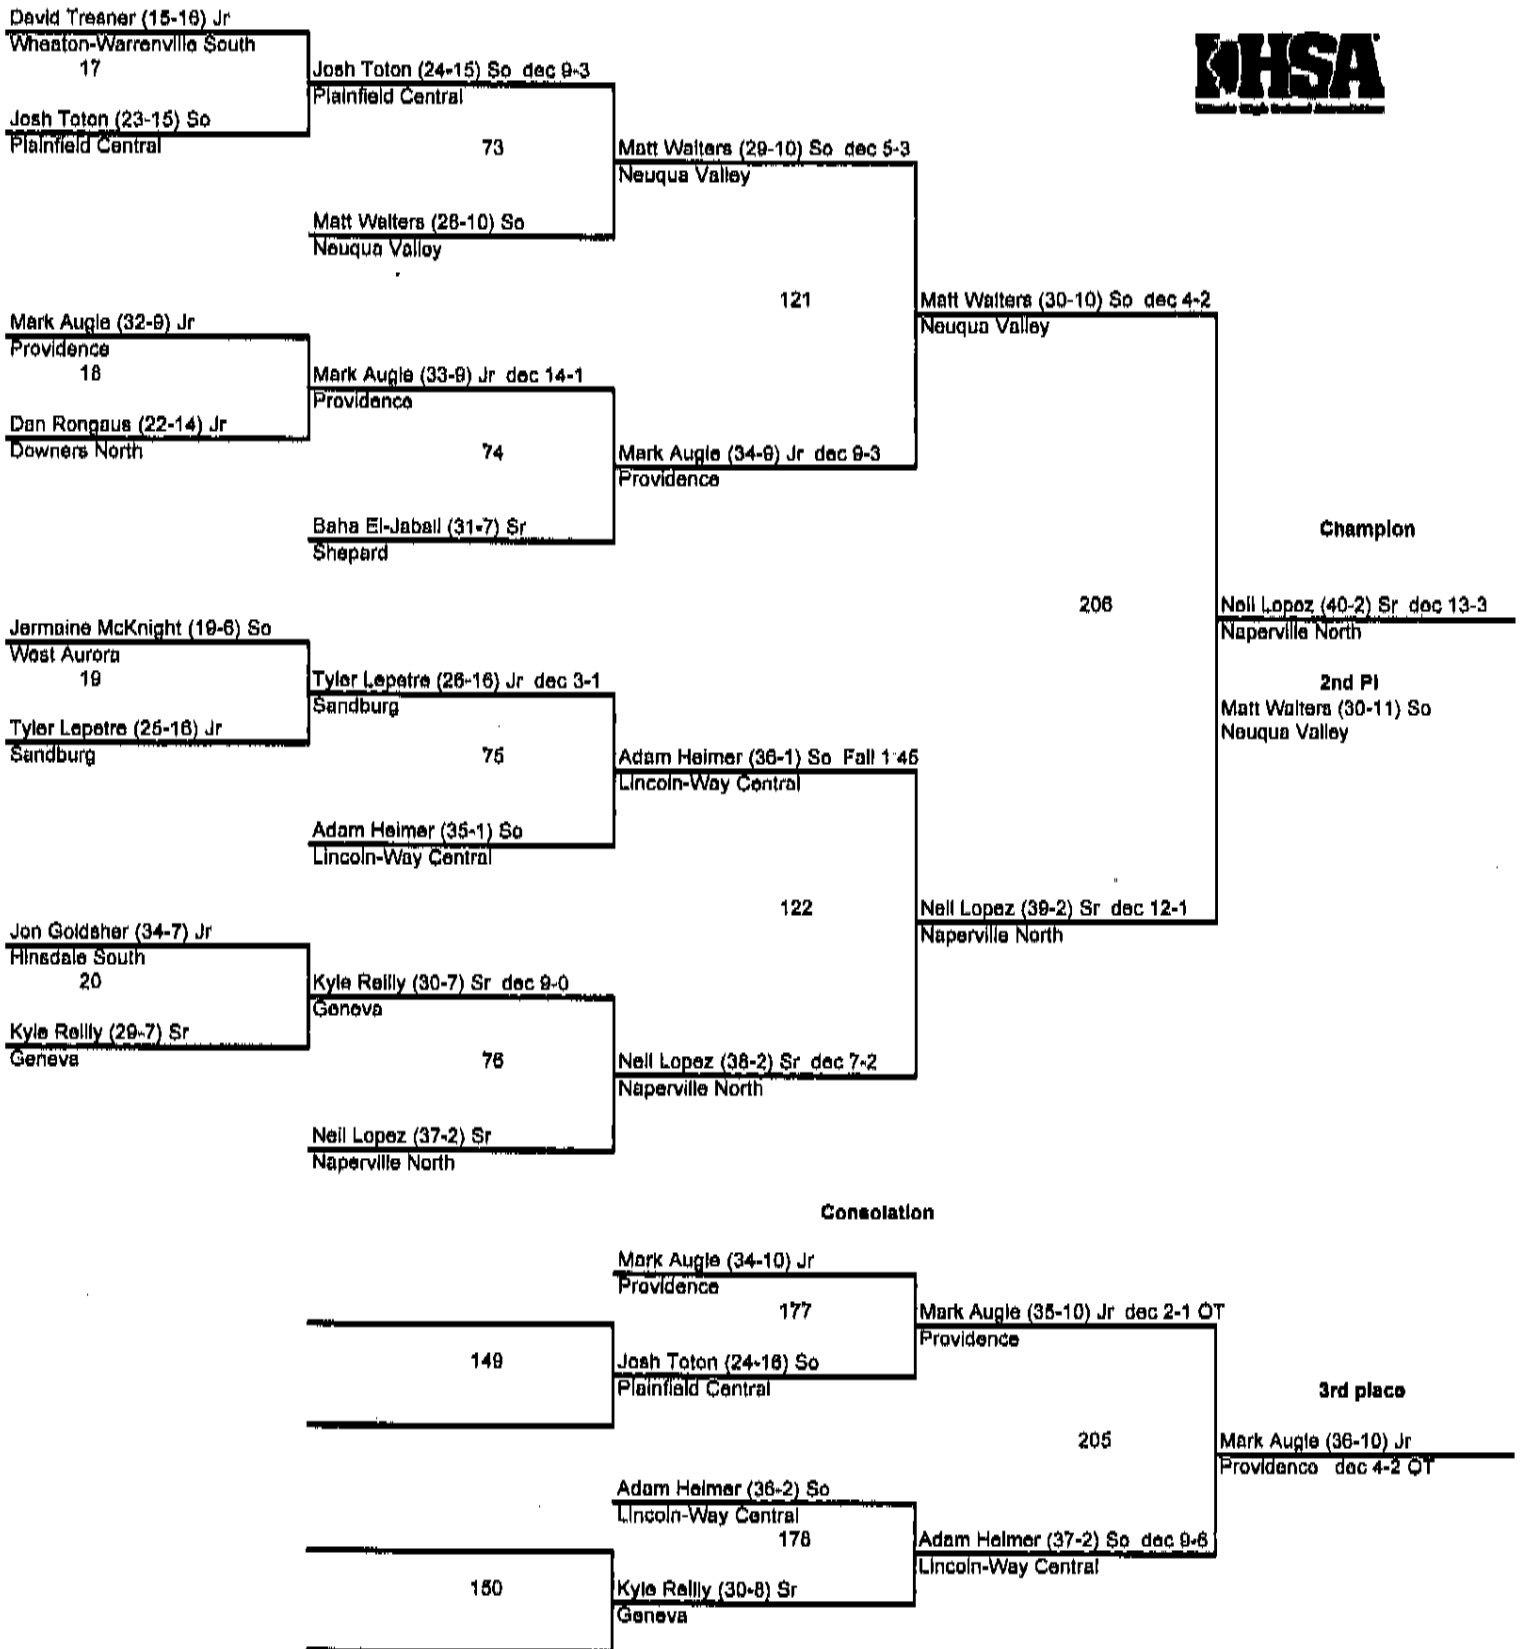 David Tresner (15-16) Jr
Wheaton-Warrenville South
17
Josh Toton (23-15) So
Plainfield Central
Josh Toton (24-15) So dec 9-3
Plainfield Central
73
Matt Walters (28-10) So
Neuqua Valley
Matt Walters (29-10) So dec 5-3
Neuqua Valley
IHSA
121
Matt Walters (30-10) So dec 4-2
Neuqua Valley
Mark Augle (32-9) Jr
Providence
18
Dan Rongaus (22-14) Jr
Downers North
Mark Augle (33-9) Jr dec 14-1
Providence
74
Baha El-Jaball (31-7) Sr
Shepard
Mark Augle (34-9) Jr dec 9-3
Providence
Champion
206
Neil Lopez (40-2) Sr dec 13-3
Naperville North
2nd Pl
Matt Walters (30-11) So
Neuqua Valley
Jermaine McKnight (19-6) So
West Aurora
19
Tyler Lepetre (25-16) Jr
Sandburg
Tyler Lepetre (26-16) Jr dec 3-1
Sandburg
75
Adam Heimer (35-1) So
Lincoln-Way Central
Adam Heimer (36-1) So Fall 1:45
Lincoln-Way Central
122
Neil Lopez (39-2) Sr dec 12-1
Naperville North
Jon Goldsher (34-7) Jr
Hinsdale South
20
Kyle Reilly (29-7) Sr
Geneva
Kyle Reilly (30-7) Sr dec 9-0
Geneva
76
Neil Lopez (37-2) Sr
Naperville North
Neil Lopez (38-2) Sr dec 7-2
Naperville North
Consolation
Mark Augle (34-10) Jr
Providence
177
149
Josh Toton (24-16) So
Plainfield Central
Mark Augle (35-10) Jr dec 2-1 OT
Providence
3rd place
205
Mark Augle (36-10) Jr
Providence dec 4-2 OT
Adam Heimer (36-2) So
Lincoln-Way Central
178
150
Kyle Reilly (30-8) Sr
Geneva
Adam Heimer (37-2) So dec 9-6
Lincoln-Way Central